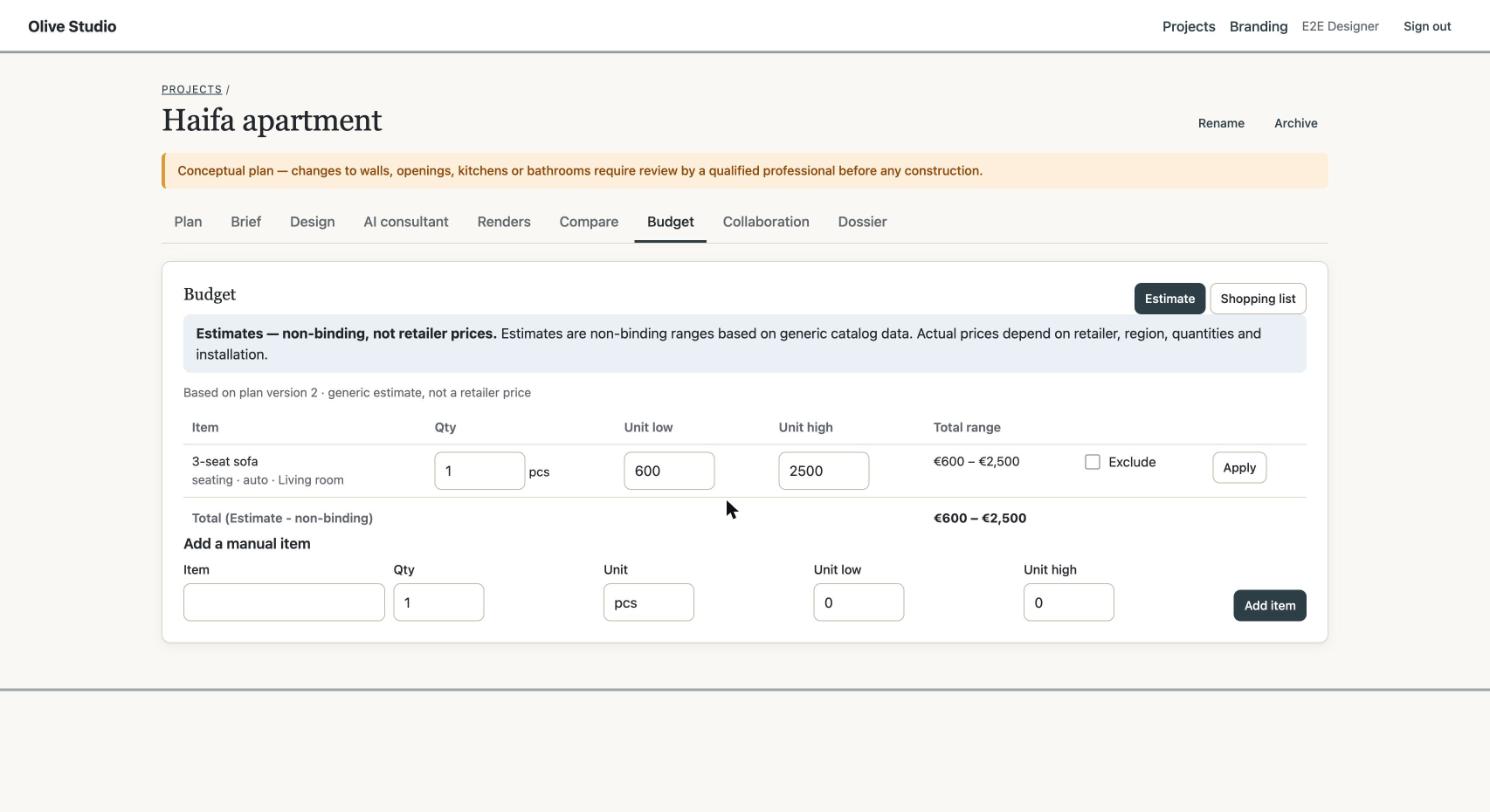 Olive Studio
Projects Branding E2E Designer Sign out
PROJECTS /
Haifa apartment
Rename Archive
Conceptual plan — changes to walls, openings, kitchens or bathrooms require review by a qualified professional before any construction.
Plan Brief Design AI consultant Renders Compare Budget Collaboration Dossier
Budget
Estimate Shopping list
Estimates — non-binding, not retailer prices. Estimates are non-binding ranges based on generic catalog data. Actual prices depend on retailer, region, quantities and
installation.
Based on plan version 2 · generic estimate, not a retailer price
Item Qty Unit low Unit high Total range
3-seat sofa
seating · auto · Living room
1 pcs 600 2500 €600 – €2,500 Exclude Apply
Total (Estimate - non-binding) €600 – €2,500
Add a manual item
Item Qty Unit Unit low Unit high
1 pcs 0 0 Add item